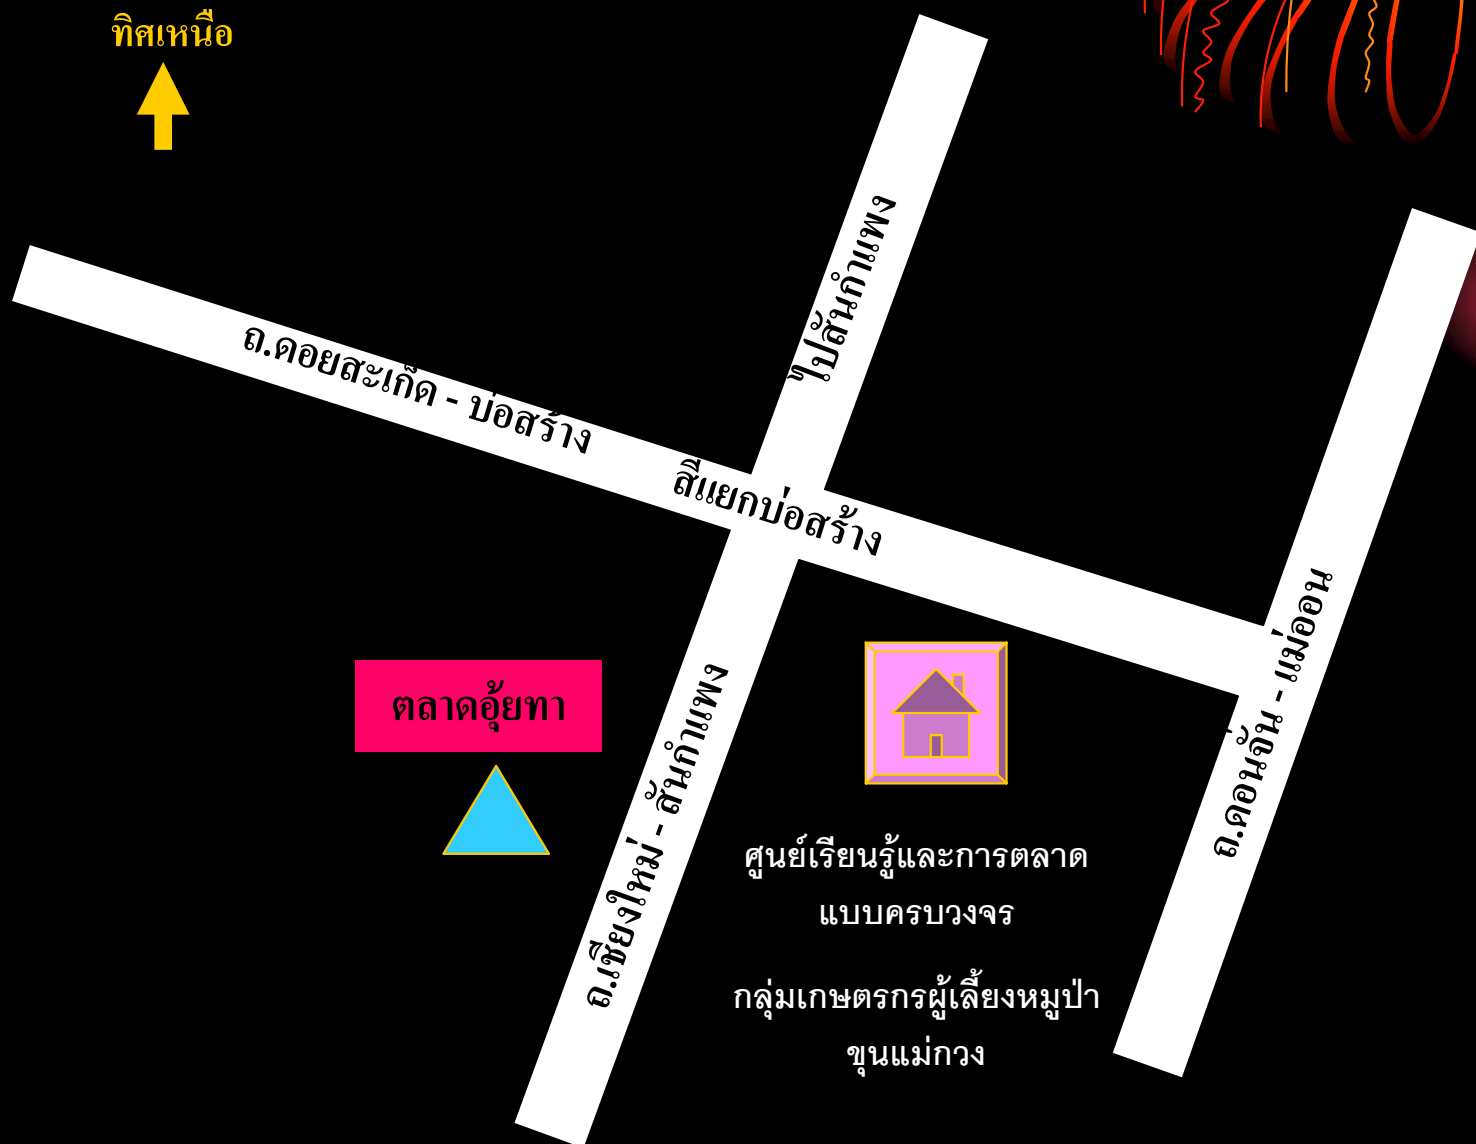 ทิศเหนือ
ไปสันกำแพง
ถ.ดอยสะเก็ด - บ่อสร้าง
สี่แยกบ่อสร้าง
ถ.ดอนจั่น - แม่ออน
ตลาดอุ้ยทา
ถ.เชียงใหม่ - สันกำแพง
ศูนย์เรียนรู้และการตลาด
แบบครบวงจร
กลุ่มเกษตรกรผู้เลี้ยงหมูป่า
ขุนแม่กวง